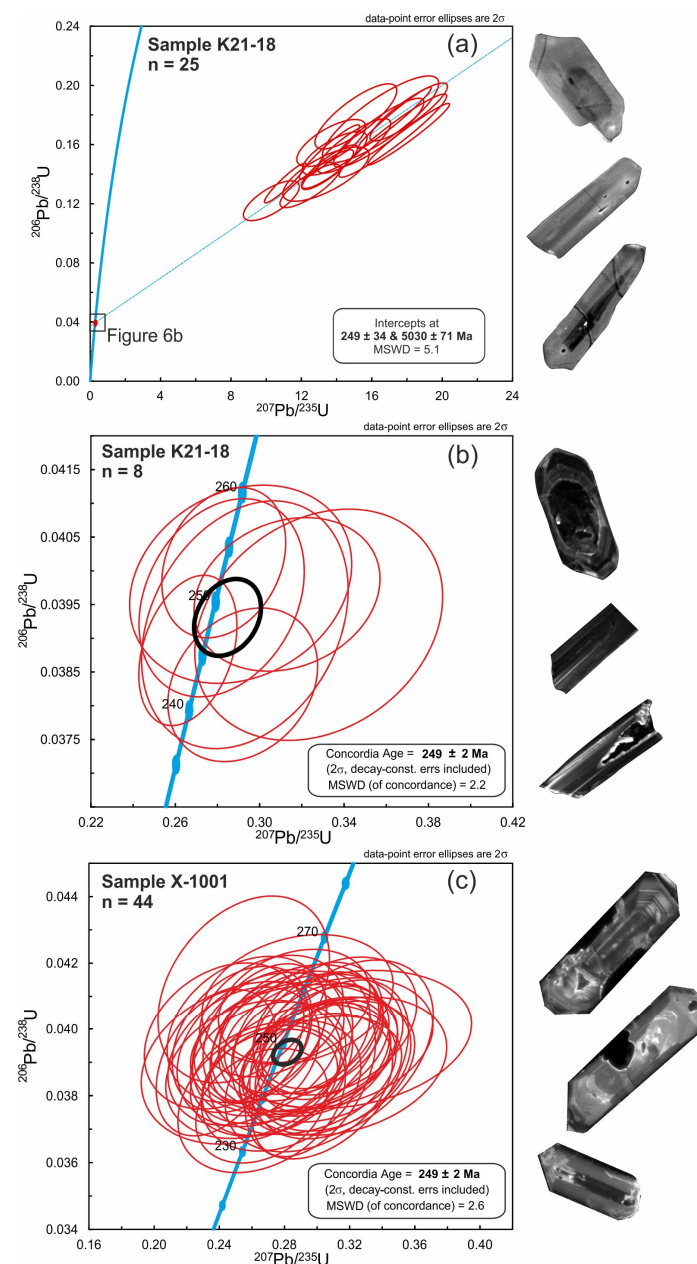 data-point error ellipses are 2σ
Sample K21-18
n = 25
(a)
0.24
0.20
0.16
0.12
0.08
0.04
0.00
206Pb/238U
Figure 6b
Intercepts at
249 ± 34 & 5030 ± 71 Ma
MSWD = 5.1
0 4 8 12 16 20 24
207Pb/235U
data-point error ellipses are 2σ
Sample K21-18
n = 8
(b)
0.0415
0.0405
0.0395
0.0385
0.0375
206Pb/238U
260
250
240
Concordia Age = 249 ± 2 Ma
(2σ, decay-const. errs included)
MSWD (of concordance) = 2.2
0.22 0.26 0.30 0.34 0.38 0.42
207Pb/235U
data-point error ellipses are 2σ
Sample X-1001
n = 44
(c)
0.044
0.042
0.040
0.038
0.036
0.034
206Pb/238U
270
250
230
Concordia Age = 249 ± 2 Ma
(2σ, decay-const. errs included)
MSWD (of concordance) = 2.6
0.16 0.20 0.24 0.28 0.32 0.36 0.40
207Pb/235U